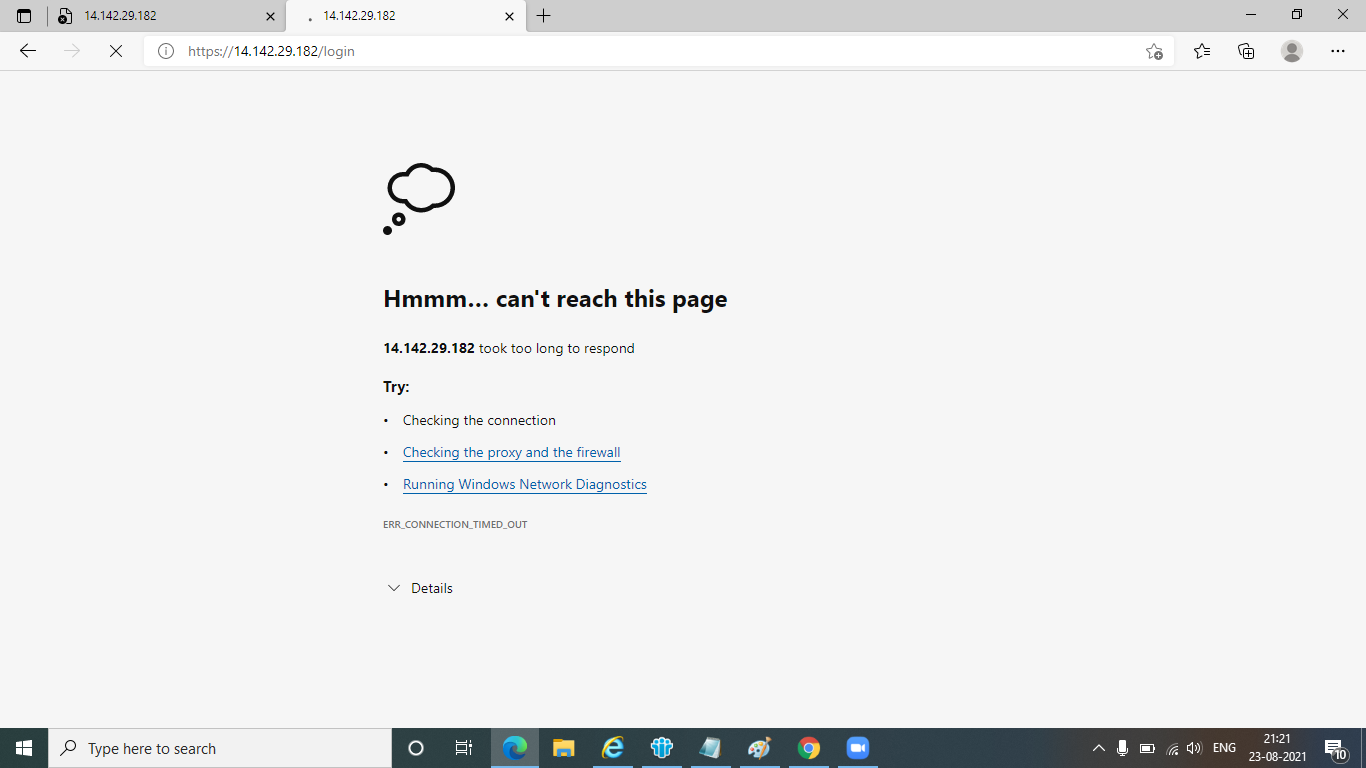 14.142.29.182
14.142.29.182
https://14.142.29.182/login
Hmmm… can't reach this page
14.142.29.182 took too long to respond
Try:
• Checking the connection
• Checking the proxy and the firewall
• Running Windows Network Diagnostics
ERR_CONNECTION_TIMED_OUT
Details
Type here to search
ENG
21:21
23-08-2021
10